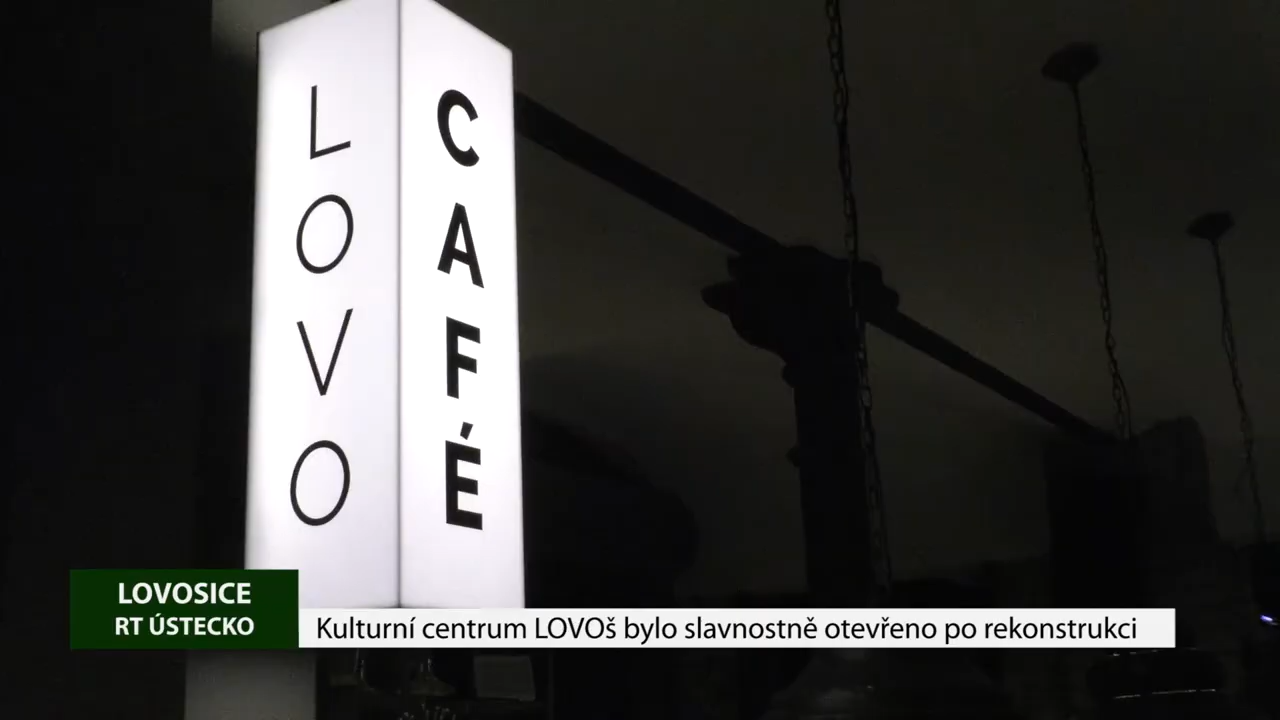 LOVO
CAFÉ
LOVOSICE
RT ÚSTECKO
Kulturní centrum LOVOš bylo slavnostně otevřeno po rekonstrukci